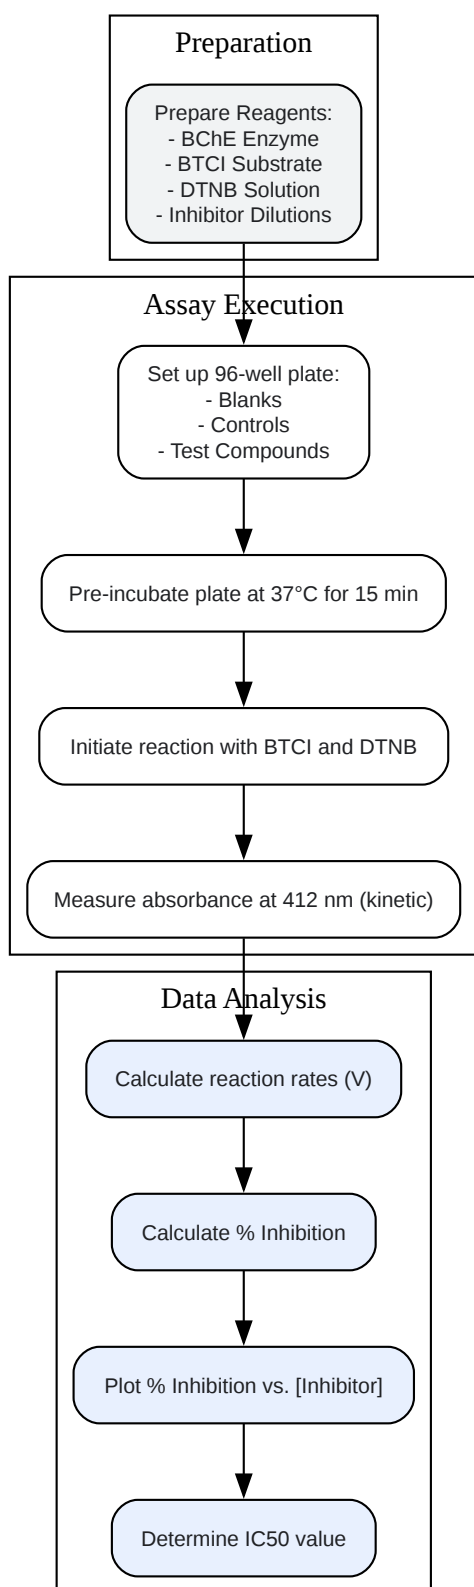 Preparation
Prepare Reagents:
- BChE Enzyme
- BTCI Substrate
- DTNB Solution
- Inhibitor Dilutions
Assay Execution
Set up 96-well plate:
- Blanks
- Controls
- Test Compounds
Pre-incubate plate at 37°C for 15 min
Initiate reaction with BTCI and DTNB
Measure absorbance at 412 nm (kinetic)
Data Analysis
Calculate reaction rates (V)
Calculate % Inhibition
Plot % Inhibition vs. [Inhibitor]
Determine IC50 value